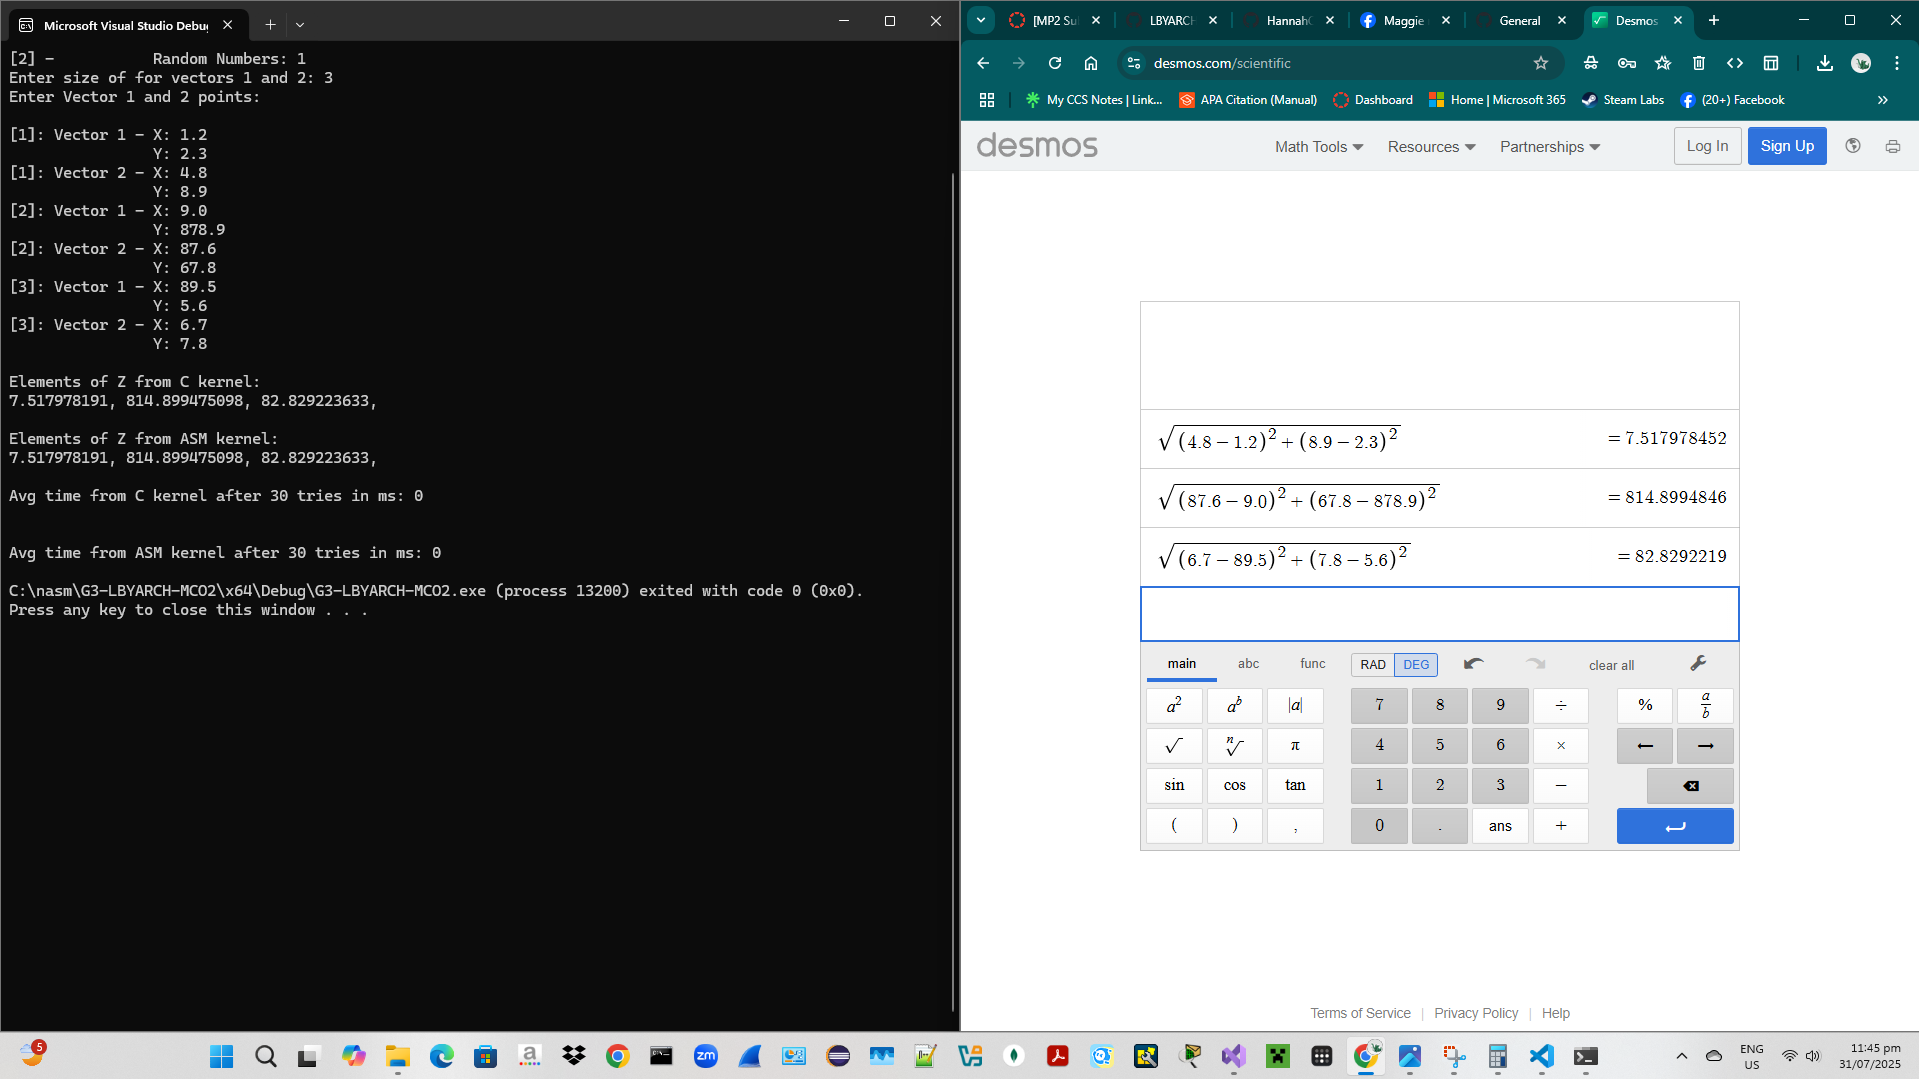 Microsoft Visual Studio Debu
[2] -           Random Numbers: 1
Enter size of for vectors 1 and 2: 3
Enter Vector 1 and 2 points:
[1]: Vector 1 - X: 1.2
Y: 2.3
[1]: Vector 2 - X: 4.8
Y: 8.9
[2]: Vector 1 - X: 9.0
Y: 878.9
[2]: Vector 2 - X: 87.6
Y: 67.8
[3]: Vector 1 - X: 89.5
Y: 5.6
[3]: Vector 2 - X: 6.7
Y: 7.8
Elements of Z from C kernel:
7.517978191, 814.899475098, 82.829223633,
Elements of Z from ASM kernel:
7.517978191, 814.899475098, 82.829223633,
Avg time from C kernel after 30 tries in ms: 0
Avg time from ASM kernel after 30 tries in ms: 0
C:\nasm\G3-LBYARCH-MCO2\x64\Debug\G3-LBYARCH-MCO2.exe (process 13200) exited with code 0 (0x0).
Press any key to close this window . . .
[MP2 Su LBYARCH HannahC Maggie General Desmos
desmos.com/scientific
My CCS Notes | Link... APA Citation (Manual) Dashboard Home | Microsoft 365 Steam Labs (20+) Facebook
desmos Math Tools Resources Partnerships Log In Sign Up
√(4.8 − 1.2)² + (8.9 − 2.3)² = 7.517978452
√(87.6 − 9.0)² + (67.8 − 878.9)² = 814.8994846
√(6.7 − 89.5)² + (7.8 − 5.6)² = 82.8292219
main abc func RAD DEG clear all
a² aᵇ |a| 7 8 9 ÷ % a/b
√ ⁿ√ π 4 5 6 × ← →
sin cos tan 1 2 3 −
( ) , 0 . ans +
Terms of Service | Privacy Policy | Help
5
zm
ENG
US
11:45 pm
31/07/2025